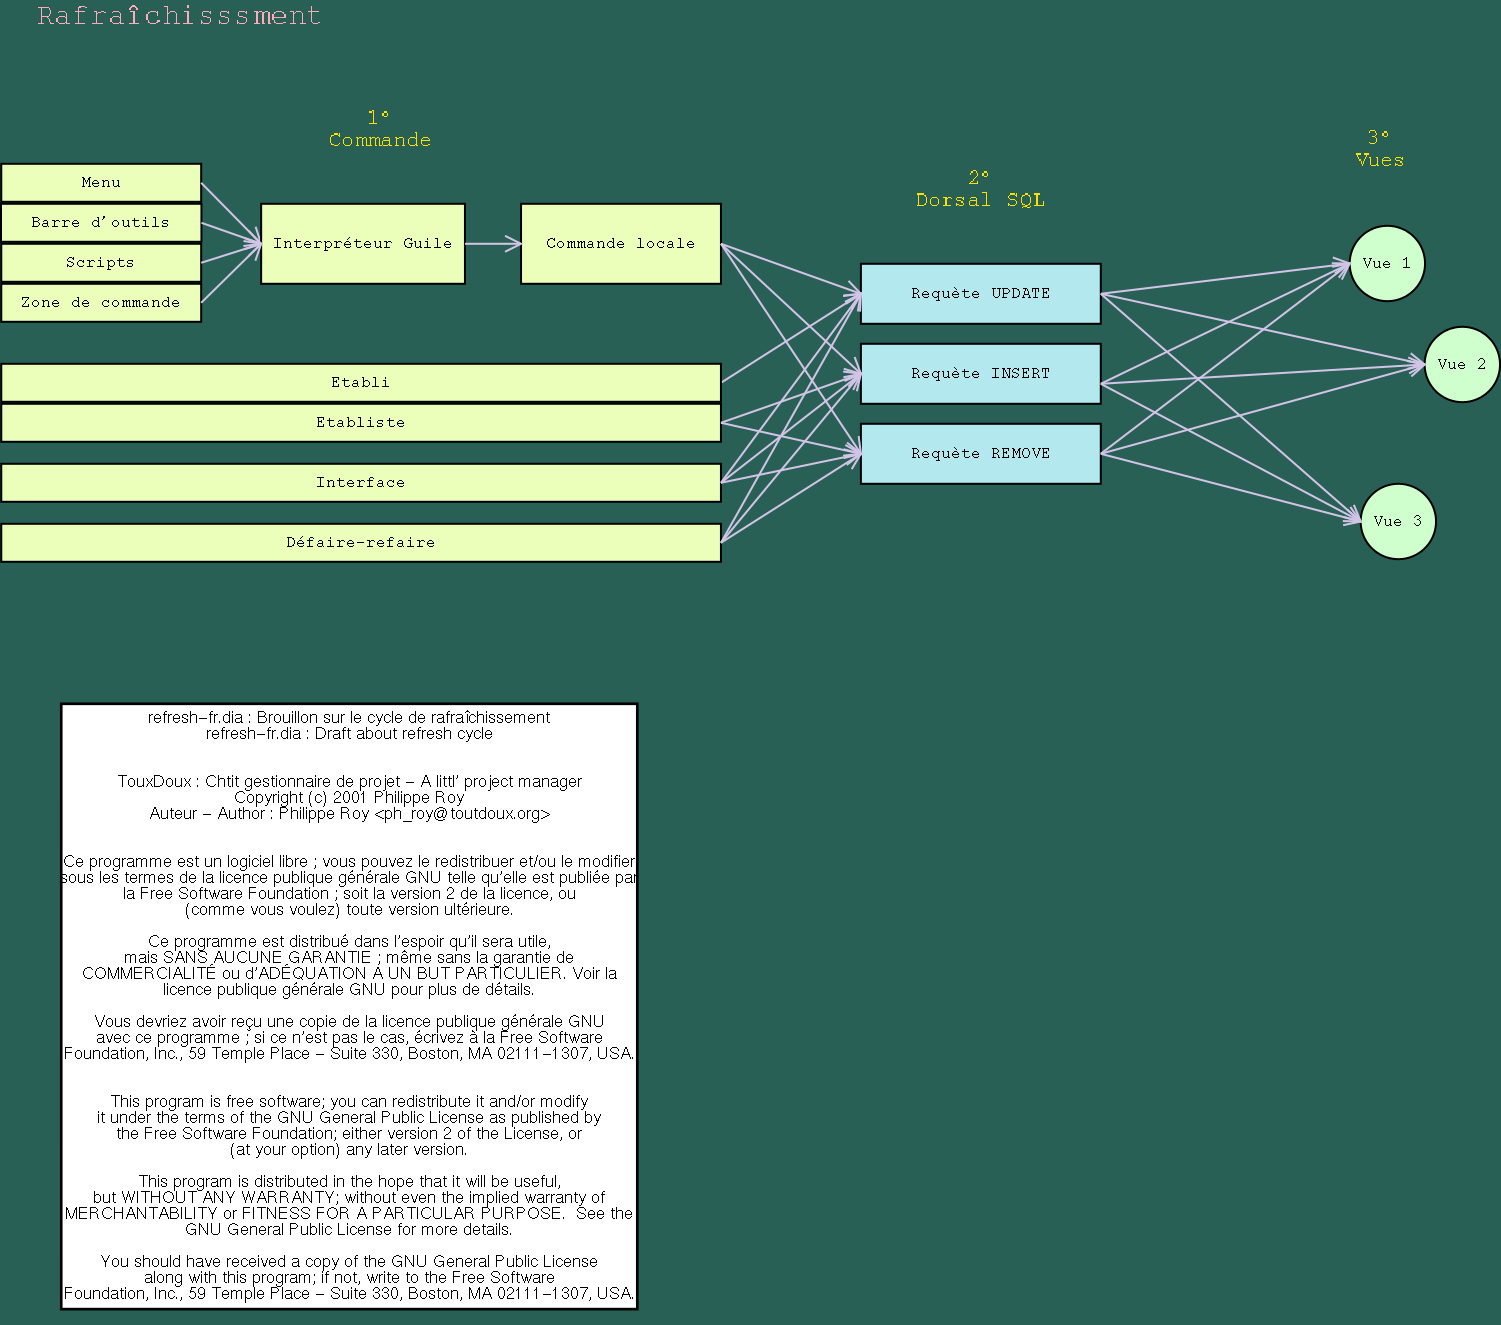 Rafraîchisssment
1°
Commande
3°
Vues
2°
Dorsal SQL
Menu
Barre d'outils
Scripts
Zone de commande
Interpréteur Guile
Commande locale
Requète UPDATE
Requète INSERT
Requète REMOVE
Vue 1
Vue 2
Vue 3
Etabli
Etabliste
Interface
Défaire-refaire
refresh-fr.dia : Brouillon sur le cycle de rafraîchissement
refresh-fr.dia : Draft about refresh cycle
TouxDoux : Chtit gestionnaire de projet - A littl' project manager
Copyright (c) 2001 Philippe Roy
Auteur - Author : Philippe Roy <ph_roy@toutdoux.org>
Ce programme est un logiciel libre ; vous pouvez le redistribuer et/ou le modifier
sous les termes de la licence publique générale GNU telle qu'elle est publiée par
la Free Software Foundation ; soit la version 2 de la licence, ou
(comme vous voulez) toute version ultérieure.
Ce programme est distribué dans l'espoir qu'il sera utile,
mais SANS AUCUNE GARANTIE ; même sans la garantie de
COMMERCIALITÉ ou d'ADÉQUATION A UN BUT PARTICULIER. Voir la
licence publique générale GNU pour plus de détails.
Vous devriez avoir reçu une copie de la licence publique générale GNU
avec ce programme ; si ce n'est pas le cas, écrivez à la Free Software
Foundation, Inc., 59 Temple Place - Suite 330, Boston, MA 02111-1307, USA.
This program is free software; you can redistribute it and/or modify
it under the terms of the GNU General Public License as published by
the Free Software Foundation; either version 2 of the License, or
(at your option) any later version.
This program is distributed in the hope that it will be useful,
but WITHOUT ANY WARRANTY; without even the implied warranty of
MERCHANTABILITY or FITNESS FOR A PARTICULAR PURPOSE.  See the
GNU General Public License for more details.
You should have received a copy of the GNU General Public License
along with this program; if not, write to the Free Software
Foundation, Inc., 59 Temple Place - Suite 330, Boston, MA 02111-1307, USA.